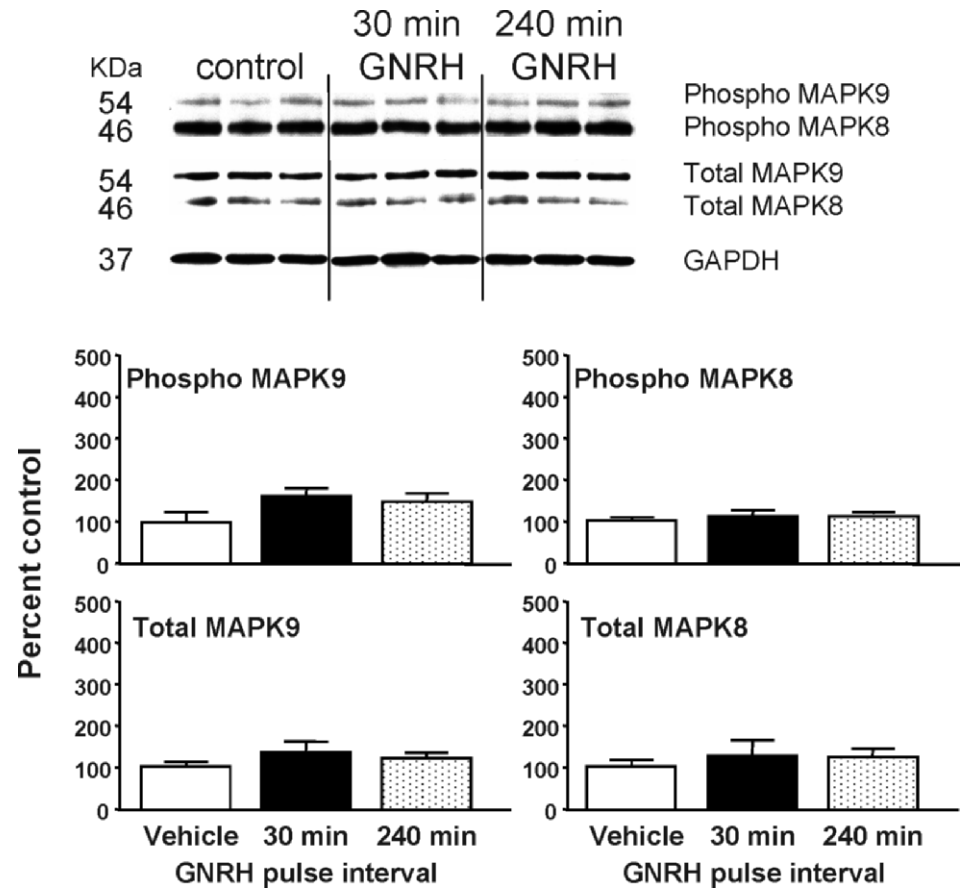 30 min 240 min
KDa control GNRH GNRH
54 Phospho MAPK9
46 Phospho MAPK8
54 Total MAPK9
46 Total MAPK8
37 GAPDH
Percent control
500 Phospho MAPK9
400
300
200
100
0
500 Phospho MAPK8
400
300
200
100
0
500 Total MAPK9
400
300
200
100
0
Vehicle 30 min 240 min
GNRH pulse interval
500 Total MAPK8
400
300
200
100
0
Vehicle 30 min 240 min
GNRH pulse interval